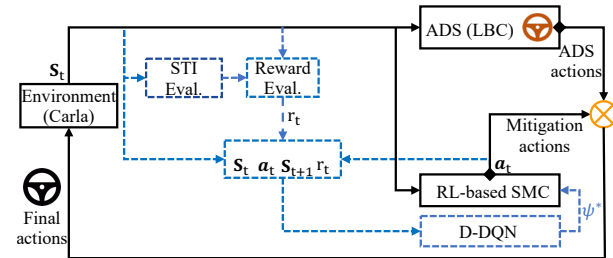 S_t
ADS (LBC)
ADS
actions
STI
Eval.
Reward
Eval.
Environment
(Carla)
r_t
Mitigation
actions
S_t a_t S_{t+1} r_t
a_t
RL-based SMC
Final
actions
ψ*
D-DQN